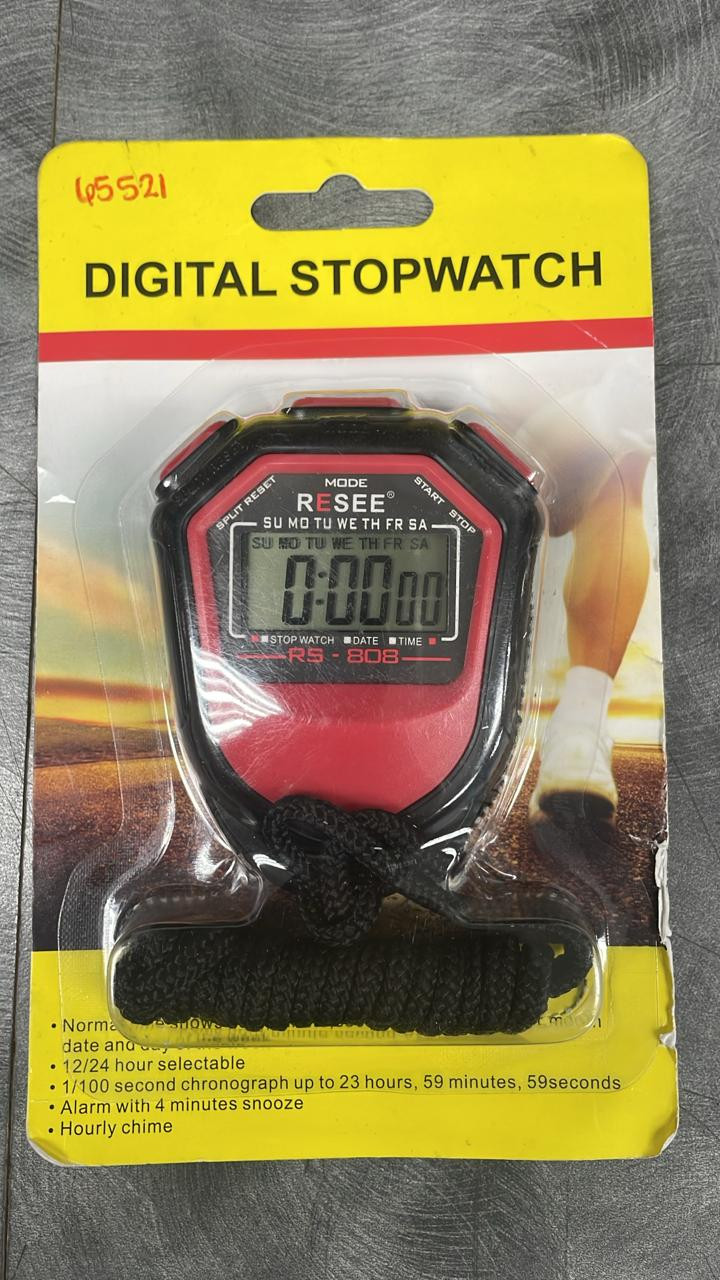 65521
DIGITAL STOPWATCH
MODE
SPLIT RESET
START STOP
RESEE®
SU MO TU WE TH FR SA
SU MO TU WE TH FR SA
0:00 00
STOP WATCH DATE TIME
RS - 808
• shows
date and day
• 12/24 hour selectable
• 1/100 second chronograph up to 23 hours, 59 minutes, 59seconds
• Alarm with 4 minutes snooze
• Hourly chime